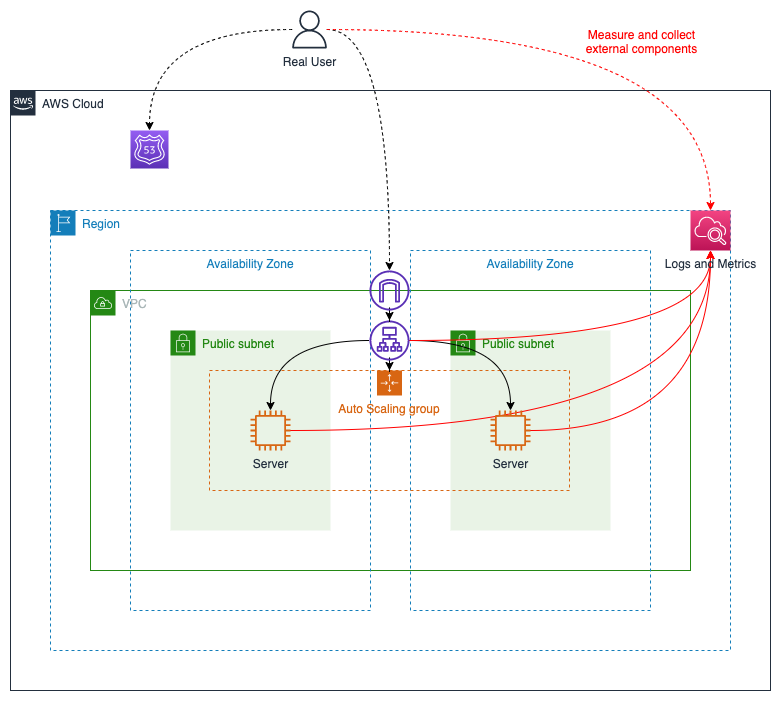 Measure and collect
external components
Real User
aws
AWS Cloud
53
Region
Logs and Metrics
Availability Zone
Availability Zone
VPC
Public subnet
Public subnet
Auto Scaling group
Server
Server